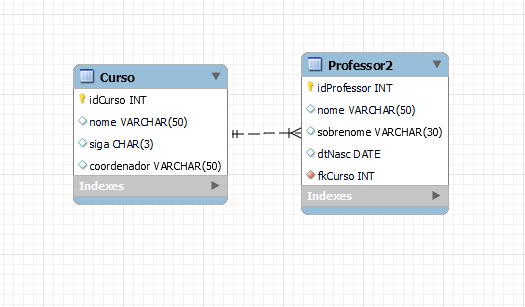 Curso
idCurso INT
nome VARCHAR(50)
siga CHAR(3)
coordenador VARCHAR(50)
Indexes
Professor2
idProfessor INT
nome VARCHAR(50)
sobrenome VARCHAR(30)
dtNasc DATE
fkCurso INT
Indexes